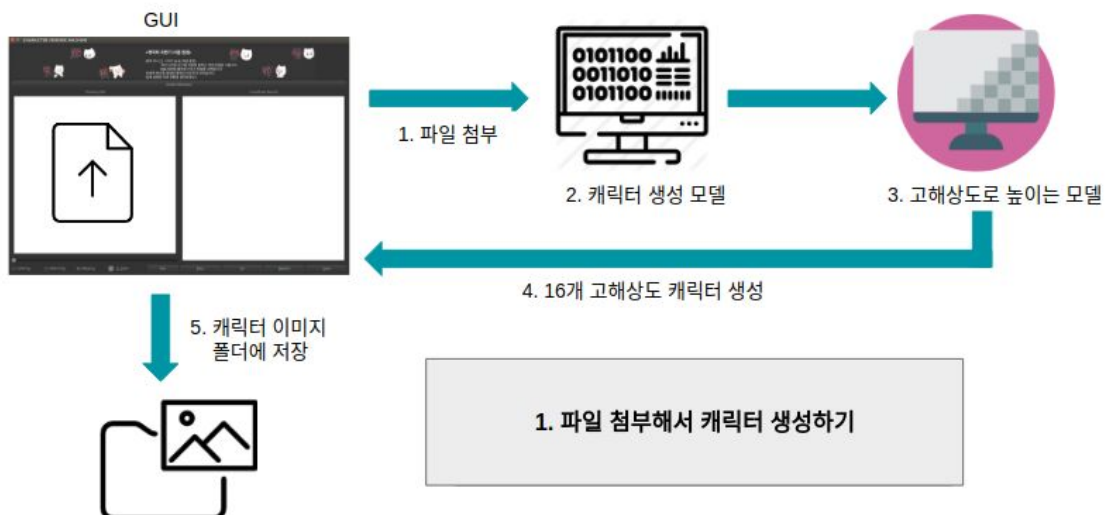 GUI
0101100
0011010
0101100
1. 파일 첨부
2. 캐릭터 생성 모델
3. 고해상도로 높이는 모델
4. 16개 고해상도 캐릭터 생성
5. 캐릭터 이미지
폴더에 저장
1. 파일 첨부해서 캐릭터 생성하기